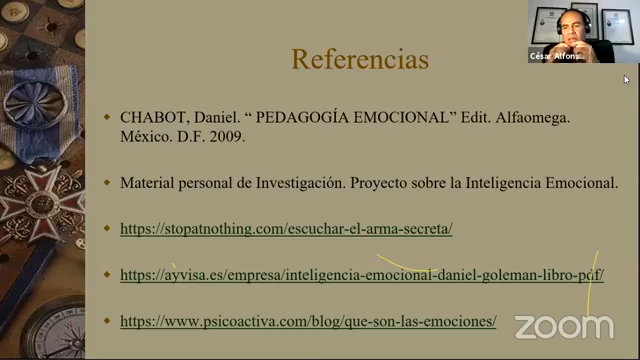 Referencias
César Alfons...
CHABOT, Daniel. “ PEDAGOGÍA EMOCIONAL” Edit. Alfaomega.
México. D.F. 2009.
Material personal de Investigación. Proyecto sobre la Inteligencia Emocional.
https://stopatnothing.com/escuchar-el-arma-secreta/
https://ayvisa.es/empresa/inteligencia-emocional-daniel-goleman-libro-pdf/
https://www.psicoactiva.com/blog/que-son-las-emociones/
zoom